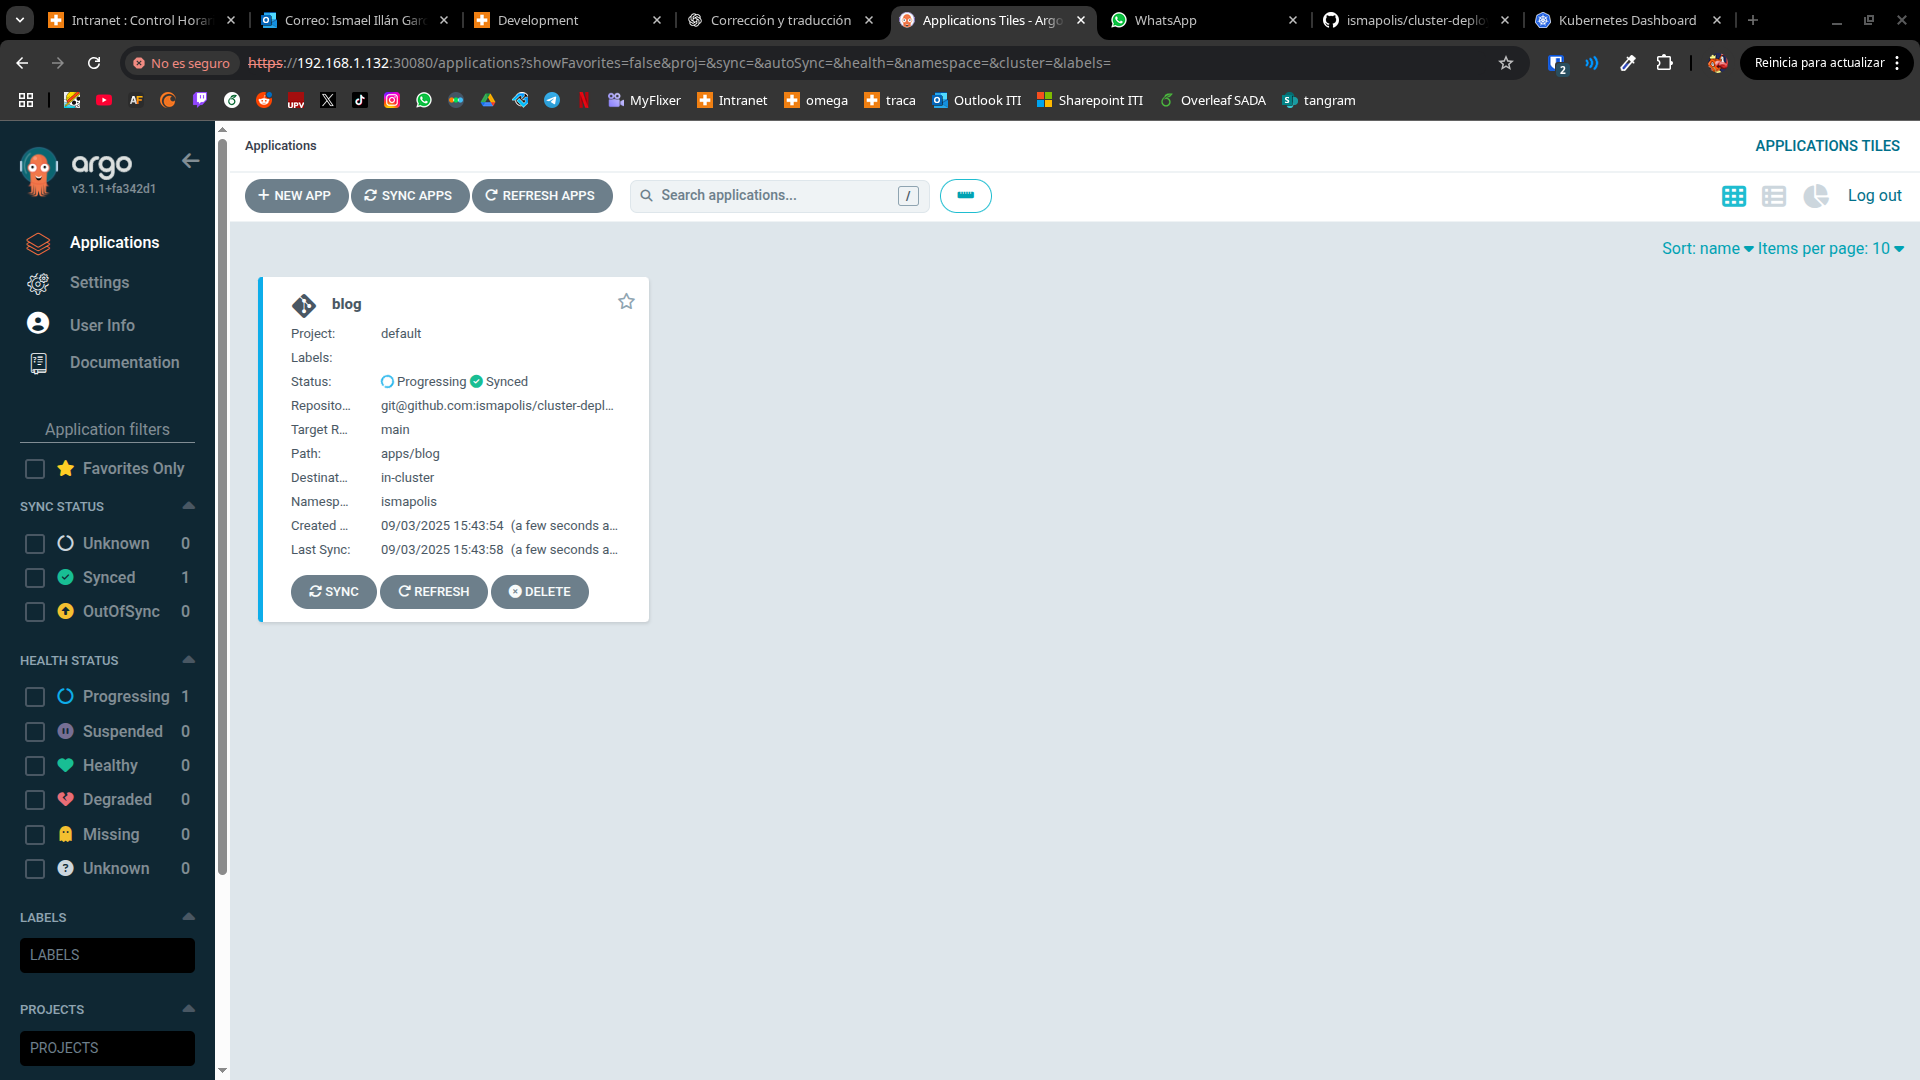 Intranet : Control Horar
Correo: Ismael Illán Garc
Development
Corrección y traducción
Applications Tiles - Argo
WhatsApp
ismapolis/cluster-deplo
Kubernetes Dashboard
No es seguro
https://192.168.1.132:30080/applications?showFavorites=false&proj=&sync=&autoSync=&health=&namespace=&cluster=&labels=
2
Reinicia para actualizar
AF
UPV
MyFlixer
Intranet
omega
traca
Outlook ITI
Sharepoint ITI
Overleaf SADA
tangram
argo
v3.1.1+fa342d1
Applications
Settings
User Info
Documentation
Application filters
Favorites Only
SYNC STATUS
Unknown 0
Synced 1
OutOfSync 0
HEALTH STATUS
Progressing 1
Suspended 0
Healthy 0
Degraded 0
Missing 0
Unknown 0
LABELS
LABELS
PROJECTS
PROJECTS
Applications
APPLICATIONS TILES
NEW APP
SYNC APPS
REFRESH APPS
Search applications...
/
Log out
Sort: name
Items per page: 10
blog
Project: default
Labels:
Status: Progressing Synced
Reposito... git@github.com:ismapolis/cluster-depl...
Target R... main
Path: apps/blog
Destinat... in-cluster
Namesp... ismapolis
Created ... 09/03/2025 15:43:54 (a few seconds a...
Last Sync: 09/03/2025 15:43:58 (a few seconds a...
SYNC
REFRESH
DELETE